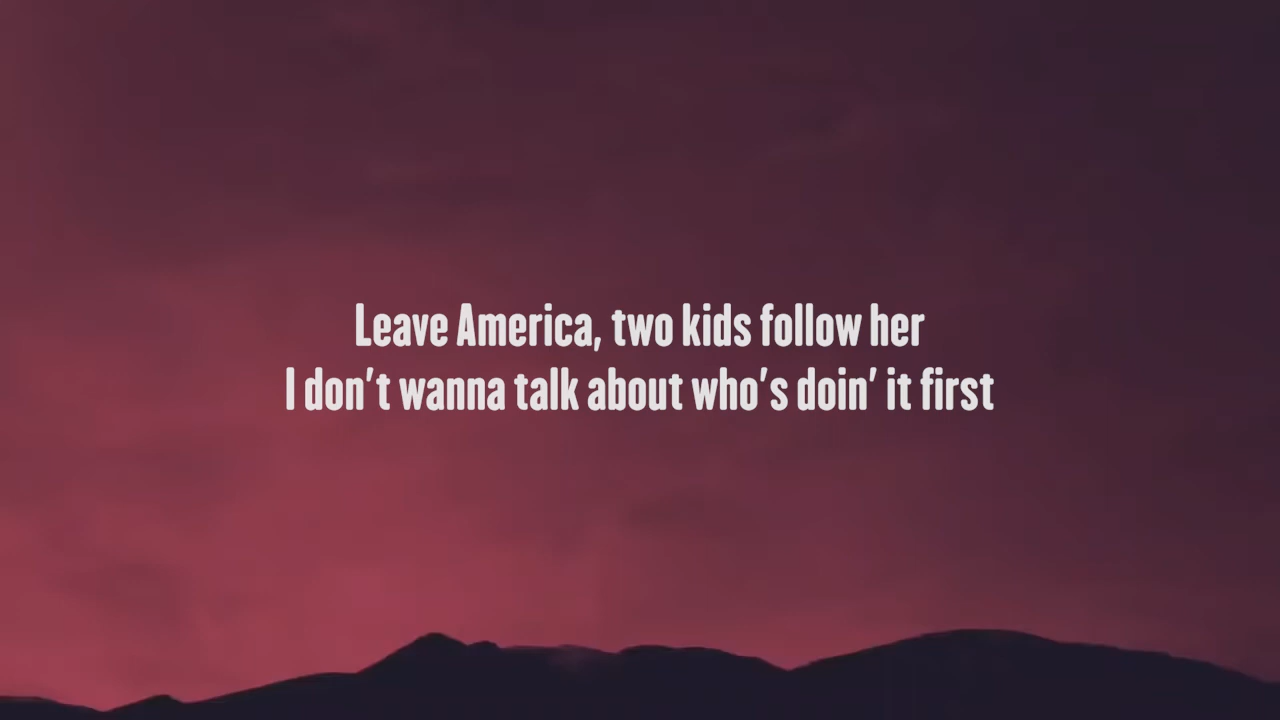 Leave America, two kids follow her
I don't wanna talk about who's doin' it first